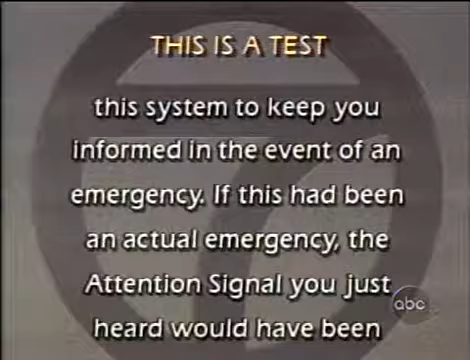 THIS IS A TEST
this system to keep you
informed in the event of an
emergency. If this had been
an actual emergency, the
Attention Signal you just
heard would have been
abc
7